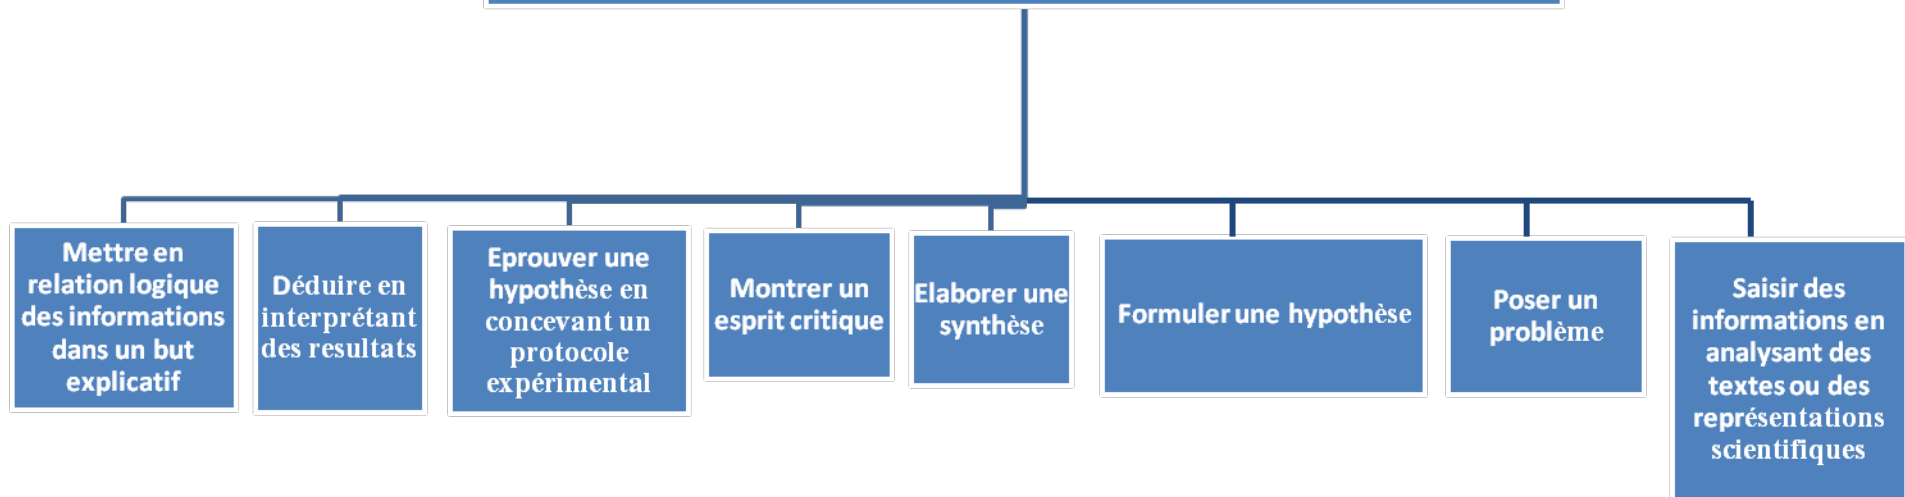 Mettre en
relation logique
des informations
dans un but
explicatif
Déduire en
interprétant
des resultats
Eprouver une
hypothèse en
concevant un
protocole
expérimental
Montrer un
esprit critique
Elaborer une
synthèse
Formuler une hypothèse
Poser un
problème
Saisir des
informations en
analysant des
textes ou des
représentations
scientifiques